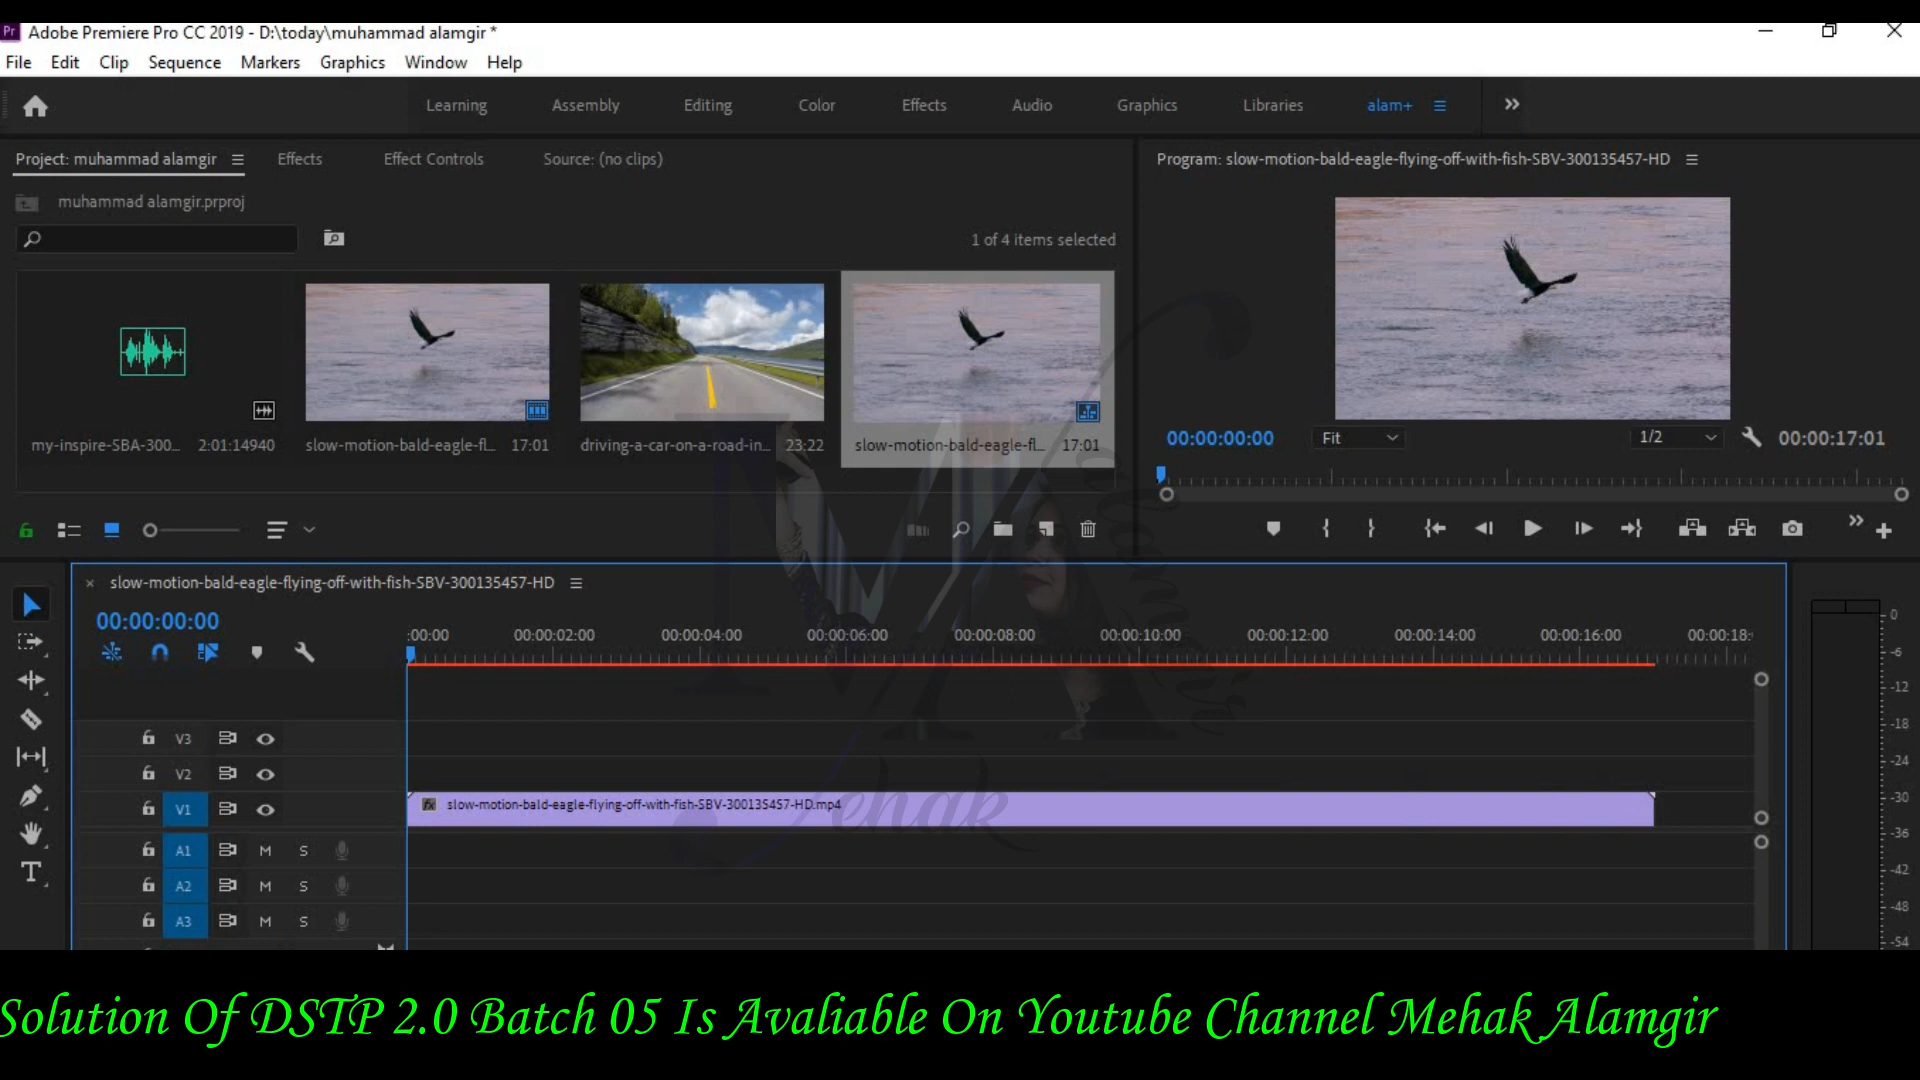 Pr Adobe Premiere Pro CC 2019 - D:\today\muhammad alamgir *
File Edit Clip Sequence Markers Graphics Window Help
Learning Assembly Editing Color Effects Audio Graphics Libraries alam+
Project: muhammad alamgir Effects Effect Controls Source: (no clips)
Program: slow-motion-bald-eagle-flying-off-with-fish-SBV-300135457-HD
muhammad alamgir.prproj
1 of 4 items selected
my-inspire-SBA-300... 2:01:14940
slow-motion-bald-eagle-fl... 17:01
driving-a-car-on-a-road-in... 23:22
slow-motion-bald-eagle-fl... 17:01
00:00:00:00 Fit 1/2 00:00:17:01
slow-motion-bald-eagle-flying-off-with-fish-SBV-300135457-HD
00:00:00:00
:00:00 00:00:02:00 00:00:04:00 00:00:06:00 00:00:08:00 00:00:10:00 00:00:12:00 00:00:14:00 00:00:16:00 00:00:18:
V3
V2
V1
fx slow-motion-bald-eagle-flying-off-with-fish-SBV-300135457-HD.mp4
A1 M S
A2 M S
A3 M S
0
-6
-12
-18
-24
-30
-36
-42
-48
-54
Mehak
Solution Of DSTP 2.0 Batch 05 Is Avaliable On Youtube Channel Mehak Alamgir